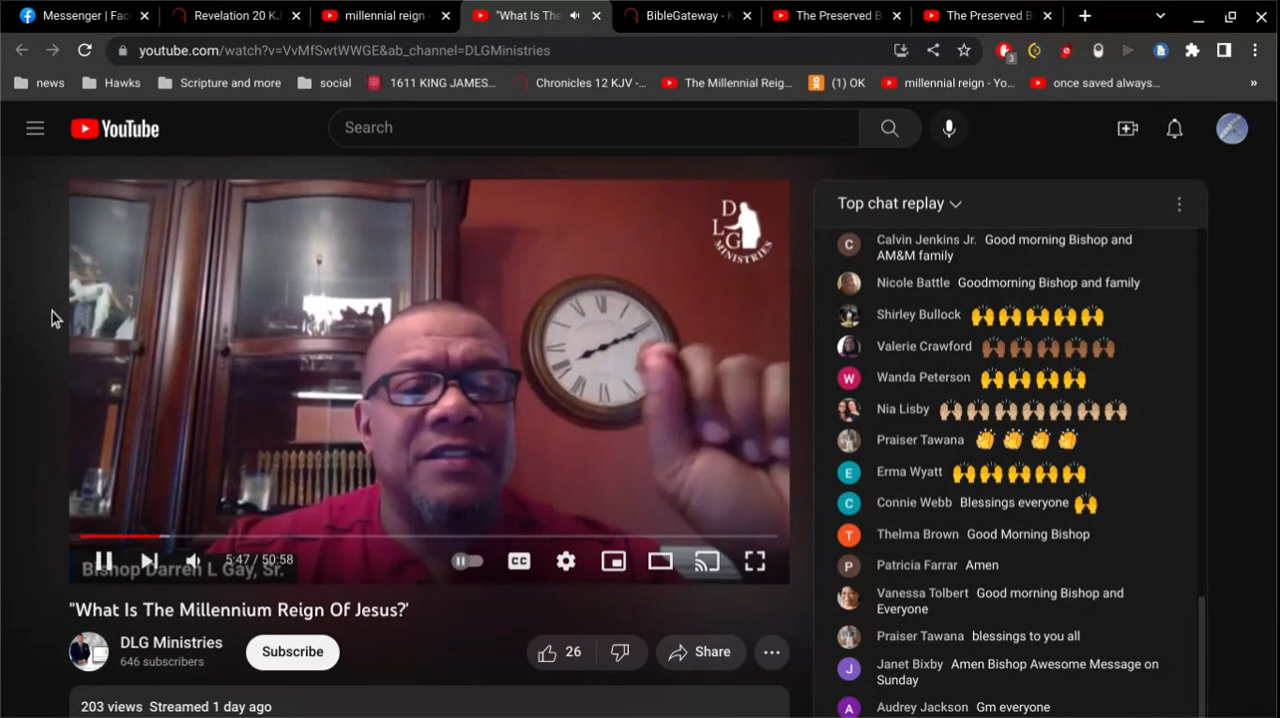 Messenger | Fac
Revelation 20 KJ
millennial reign -
"What Is The
BibleGateway - K
The Preserved B
The Preserved B
youtube.com/watch?v=VvMfSwtWWGE&ab_channel=DLGMinistries
3
news
Hawks
Scripture and more
social
1611 KING JAMES...
Chronicles 12 KJV -...
The Millennial Reig...
(1) OK
millennial reign - Yo...
once saved always...
»
YouTube
Search
DLG
MINISTRIES
5:47 / 50:58
CC
Bishop Darren L Gay, Sr.
"What Is The Millennium Reign Of Jesus?'
DLG Ministries
646 subscribers
Subscribe
26
Share
203 views Streamed 1 day ago
Top chat replay
C
Calvin Jenkins Jr. Good morning Bishop and
AM&M family
Nicole Battle Goodmorning Bishop and family
Shirley Bullock 🙌🙌🙌🙌🙌
Valerie Crawford 🙌🏾🙌🏾🙌🏾🙌🏾🙌🏾
W
Wanda Peterson 🙌🙌🙌🙌
Nia Lisby 🙌🏼🙌🏼🙌🏼🙌🏼🙌🏼🙌🏼🙌🏼
Praiser Tawana 👏👏👏👏
E
Erma Wyatt 🙌🙌🙌🙌🙌
C
Connie Webb Blessings everyone 🙌
T
Thelma Brown Good Morning Bishop
P
Patricia Farrar Amen
Vanessa Tolbert Good morning Bishop and
Everyone
Praiser Tawana blessings to you all
J
Janet Bixby Amen Bishop Awesome Message on
Sunday
A
Audrey Jackson Gm everyone